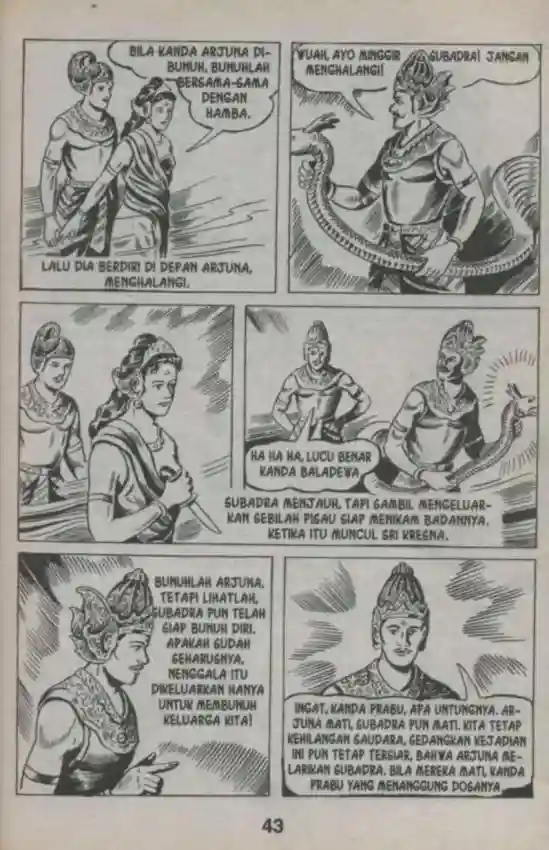 BILA KANDA ARJUNA DI-
BUNUH, BUNUHLAH
BERSAMA-SAMA
DENGAN
HAMBA.
LALU DIA BERDIRI DI DEPAN ARJUNA,
MENGHALANGI.
WUAH, AYO MINGGIR SUBADRA! JANGAN
MENGHALANGI!
HA HA HA, LUCU BENAR
KANDA BALADEWA
SUBADRA MENJAUH, TAPI SAMBIL MENGELUAR-
KAN SEBILAH PISAU SIAP MENIKAM BADANNYA.
KETIKA ITU MUNCUL SRI KRESNA.
BUNUHLAH ARJUNA.
TETAPI LIHATLAH,
SUBADRA PUN TELAH
SIAP BUNUH DIRI.
APAKAH SUDAH
SEHARUSNYA,
NENGGALA ITU
DIKELUARKAN HANYA
UNTUK MEMBUNUH
KELUARGA KITA!
INGAT, KANDA PRABU, APA UNTUNGNYA. AR-
JUNA MATI, SUBADRA PUN MATI. KITA TETAP
KEHILANGAN SAUDARA, SEDANGKAN KEJADIAN
INI PUN TETAP TERSIAR, BAHWA ARJUNA ME-
LARIKAN SUBADRA. BILA MEREKA MATI, KANDA
PRABU YANG MENANGGUNG DOSANYA
43